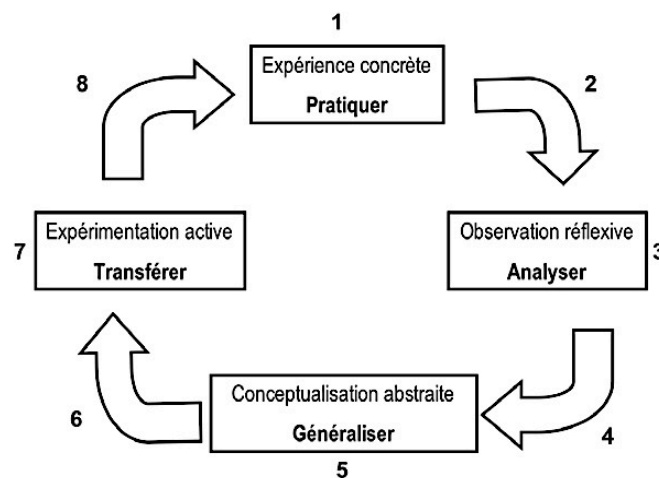 1
Expérience concrète
Pratiquer
2
Observation réflexive
Analyser
3
4
Conceptualisation abstraite
Généraliser
5
6
Expérimentation active
Transférer
7
8